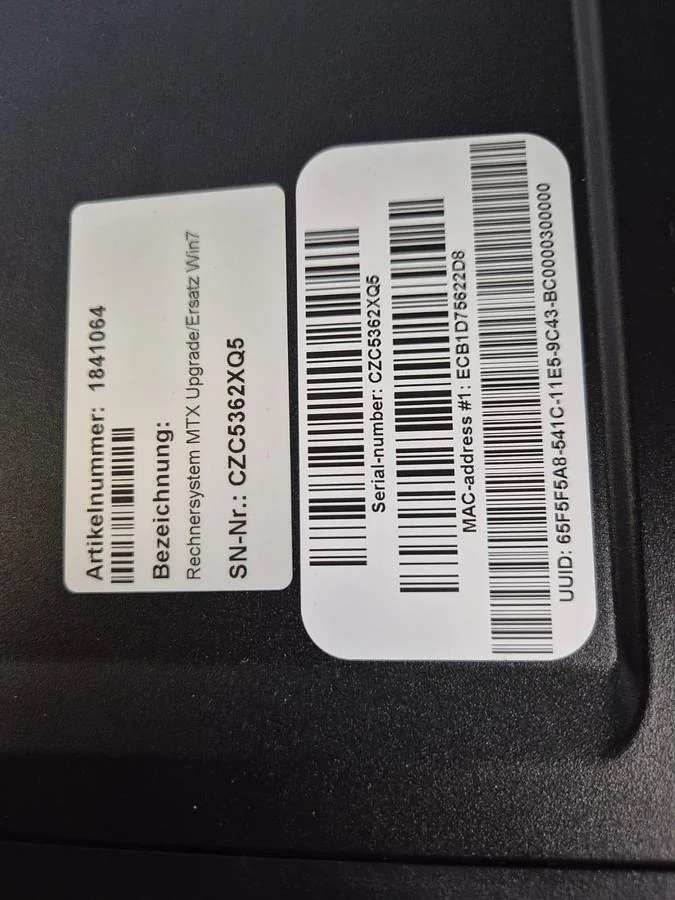 Artikelnummer: 1841064
Bezeichnung:
Rechnersystem MTX Upgrade/Ersatz Win7
SN-Nr.: CZC5362XQ5
Serial-number: CZC5362XQ5
MAC-address #1: ECB1D75622D8
UUID: 65F5F5A8-541C-11E5-9C43-BC0000300000